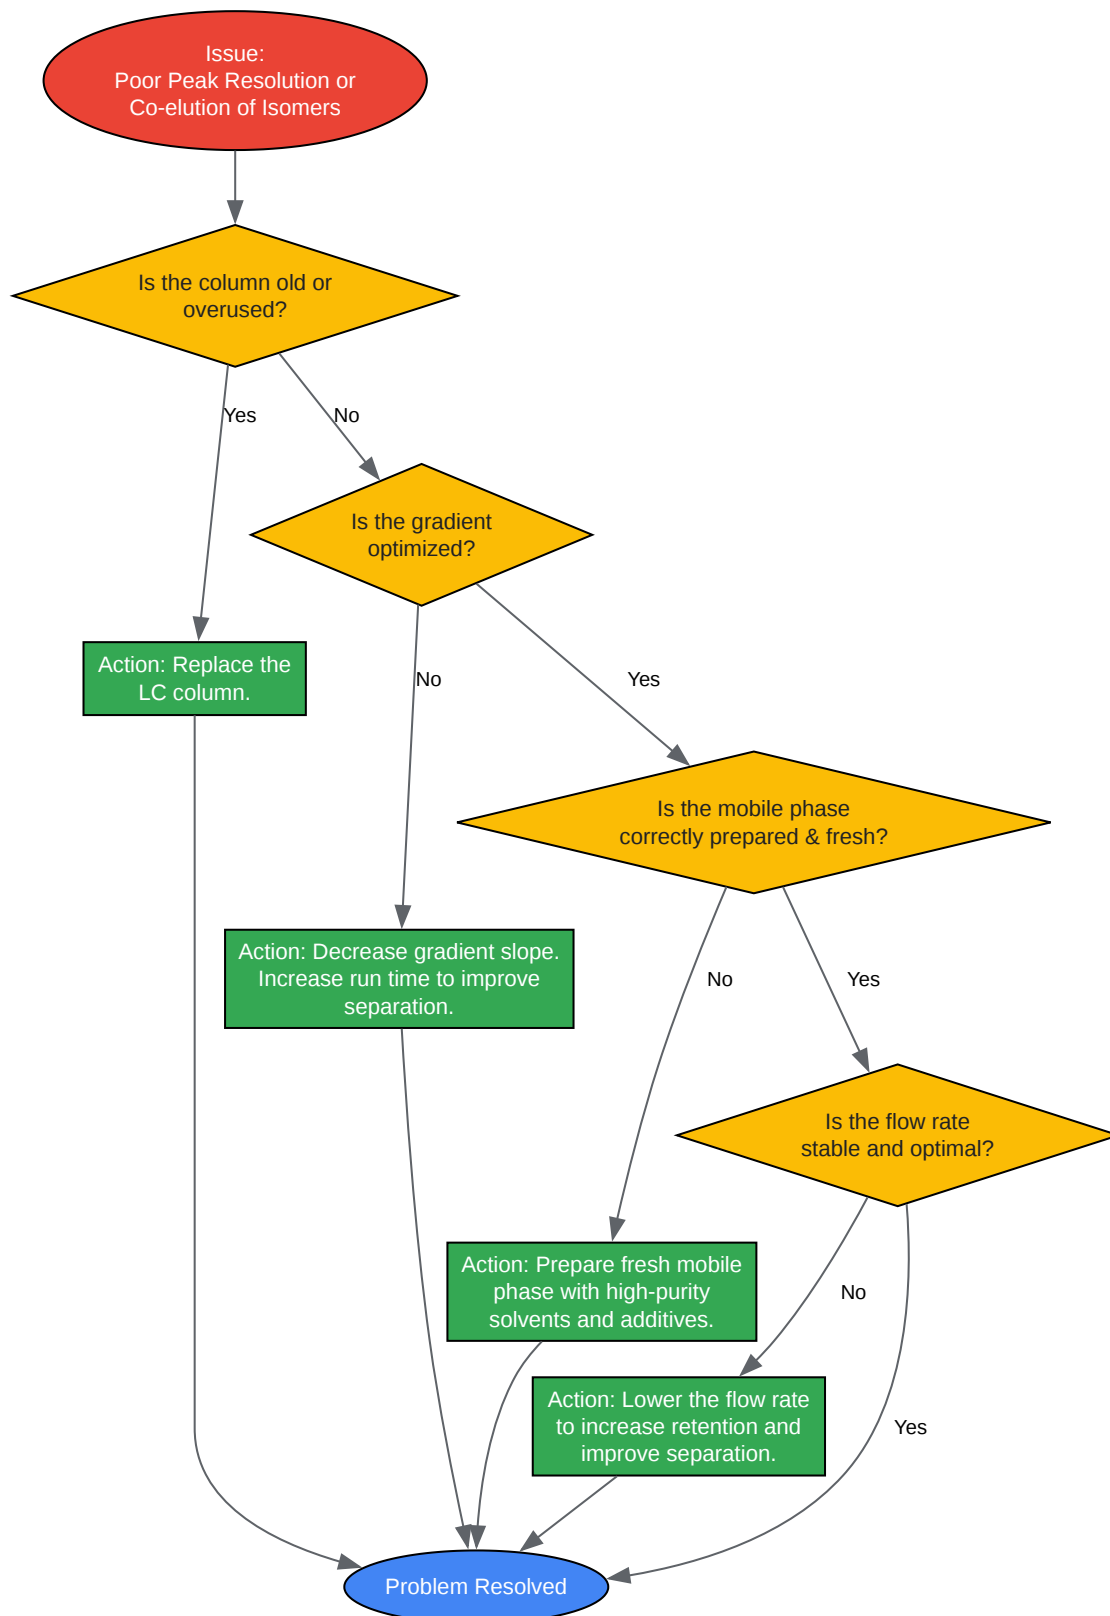 Issue:
Poor Peak Resolution or
Co-elution of Isomers
Is the column old or
overused?
Yes
No
Is the gradient
optimized?
Action: Replace the
LC column.
No
Yes
Is the mobile phase
correctly prepared & fresh?
Action: Decrease gradient slope.
Increase run time to improve
separation.
No
Yes
Is the flow rate
stable and optimal?
Action: Prepare fresh mobile
phase with high-purity
solvents and additives.
No
Action: Lower the flow rate
to increase retention and
improve separation.
Yes
Problem Resolved